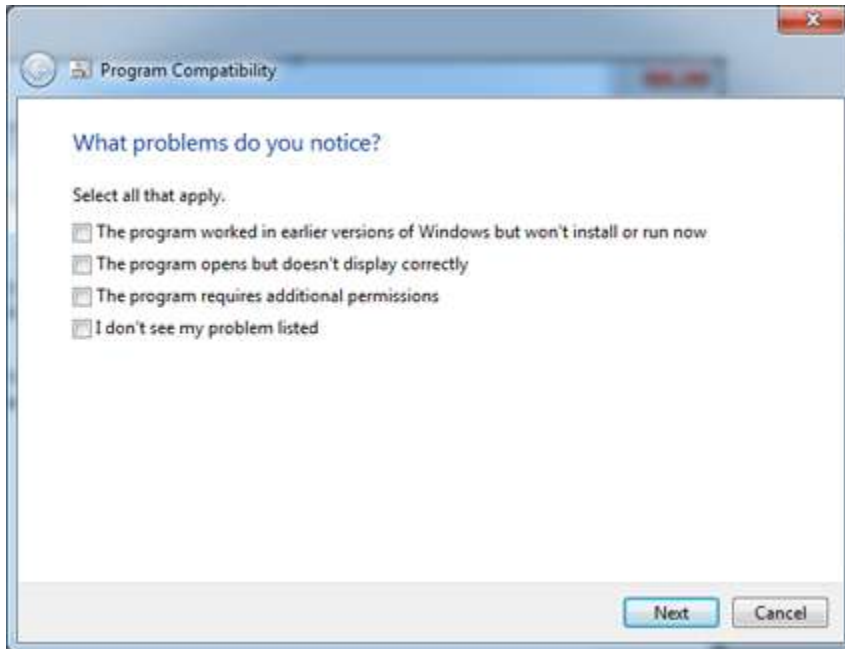 Program Compatibility
What problems do you notice?
Select all that apply.
The program worked in earlier versions of Windows but won't install or run now
The program opens but doesn't display correctly
The program requires additional permissions
I don't see my problem listed
Next
Cancel